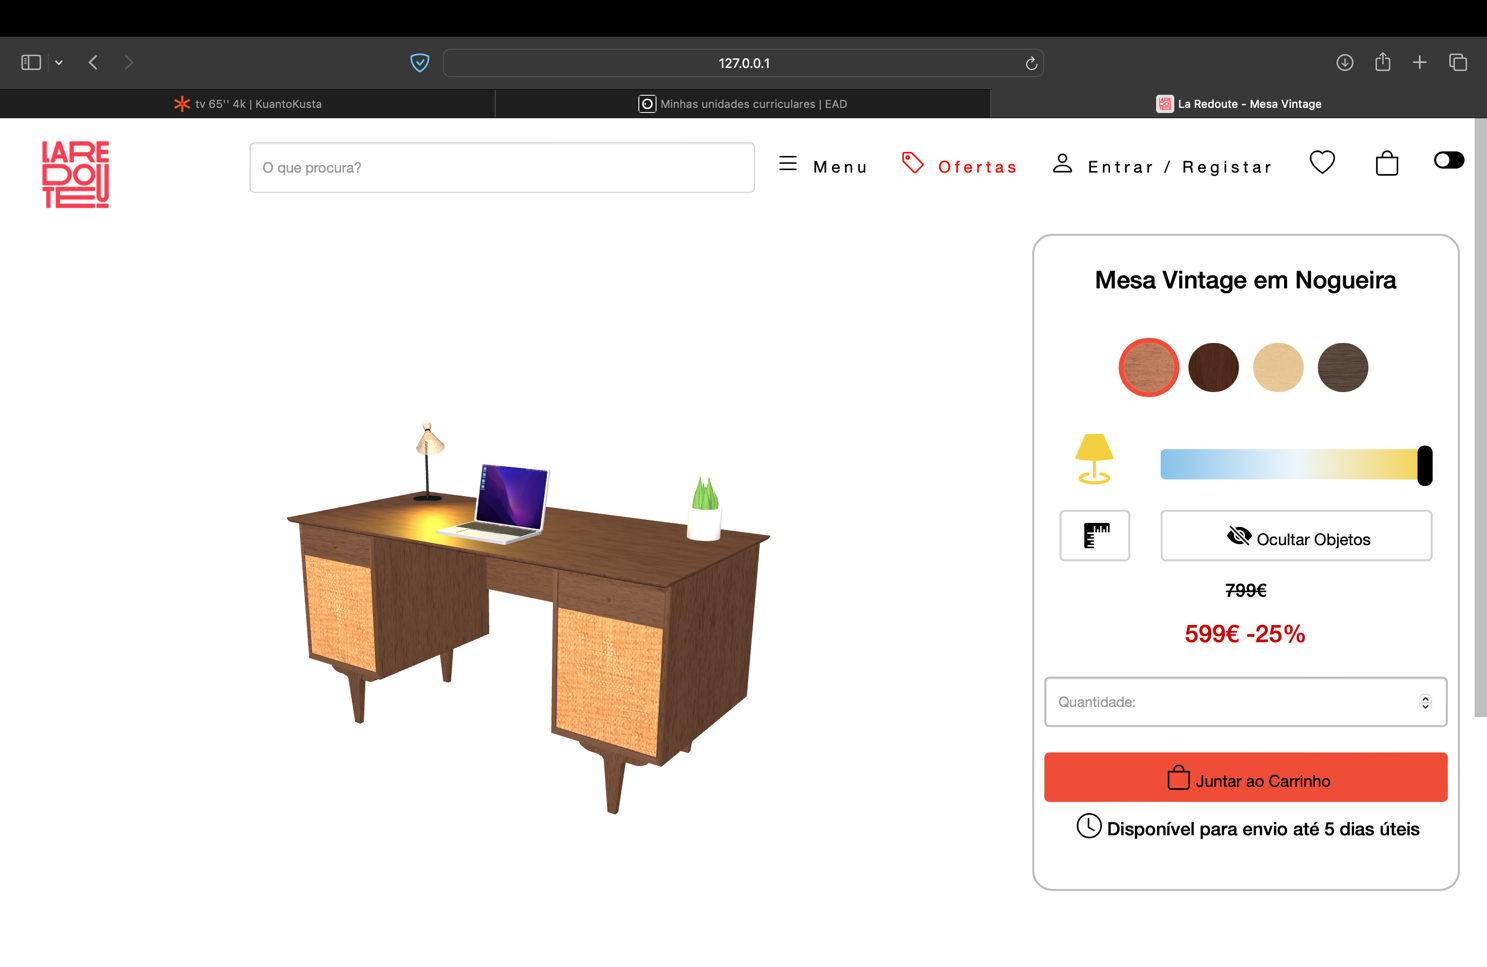 127.0.0.1
tv 65'' 4k | KuantoKusta
Minhas unidades curriculares | EAD
La Redoute - Mesa Vintage
LA RE
DOU
TE
O que procura?
Menu
Ofertas
Entrar / Registar
Mesa Vintage em Nogueira
Ocultar Objetos
799€
599€ -25%
Quantidade:
Juntar ao Carrinho
Disponível para envio até 5 dias úteis